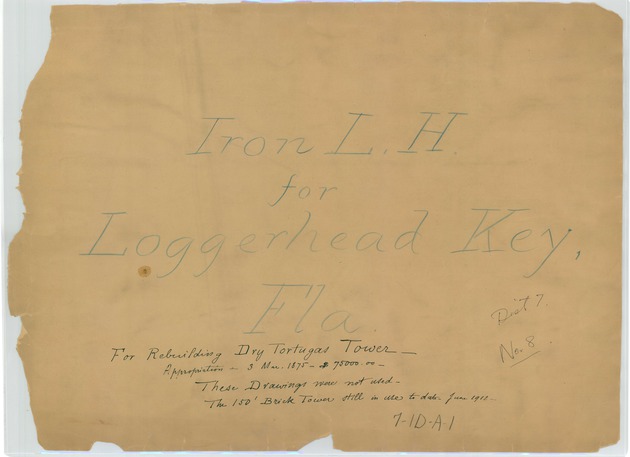 Iron L. H.
for
Loggerhead Key,
Fla.
Dist 7.
No. 8.
For Rebuilding Dry Tortugas Tower –
Appropriation – 3 Mar. 1875 – $ 75000.00 –
These Drawings were not used –
The 150' Brick Tower still in use to date June
7-1D-A-1